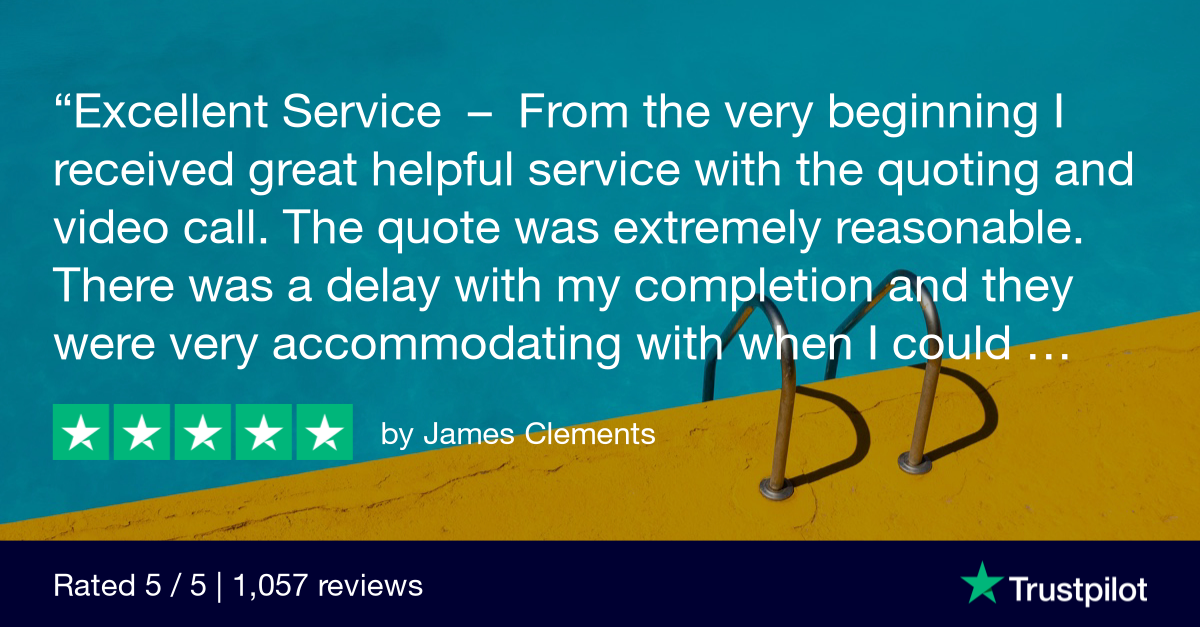 “Excellent Service – From the very beginning I
received great helpful service with the quoting and
video call. The quote was extremely reasonable.
There was a delay with my completion and they
were very accommodating with when I could ...
by James Clements
Rated 5 / 5 | 1,057 reviews
Trustpilot